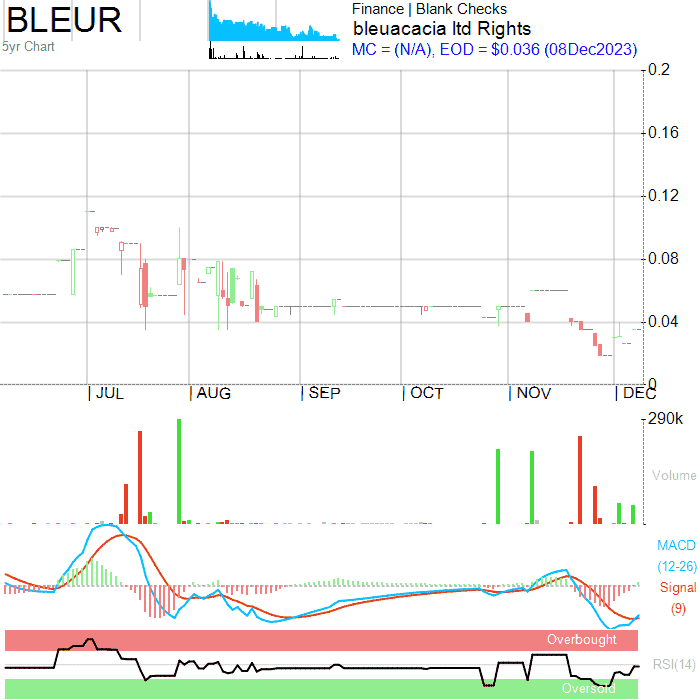 BLEUR
5yr Chart
Finance | Blank Checks
bleuacacia ltd Rights
MC = (N/A), EOD = $0.036 (08Dec2023)
0.2
0.16
0.12
0.08
0.04
0
JUL AUG SEP OCT NOV DEC
290k
Volume
MACD
(12-26)
Signal
(9)
Overbought
RSI(14)
Oversold